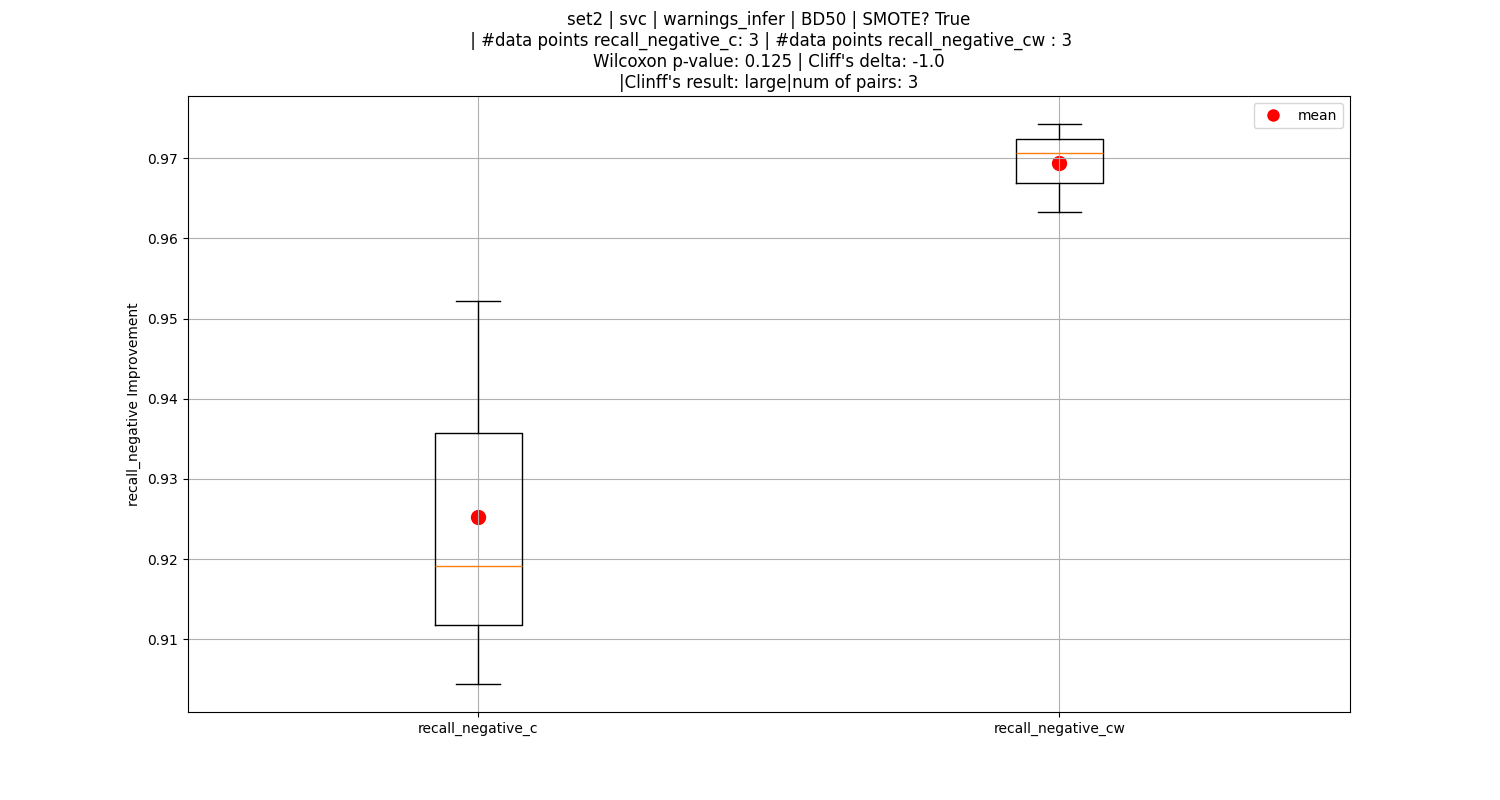 set2 | svc | warnings_infer | BD50 | SMOTE? True
| #data points recall_negative_c: 3 | #data points recall_negative_cw : 3
Wilcoxon p-value: 0.125 | Cliff's delta: -1.0
|Clinff's result: large|num of pairs: 3
mean
0.97
0.96
0.95
0.94
0.93
0.92
0.91
recall_negative Improvement
recall_negative_c
recall_negative_cw